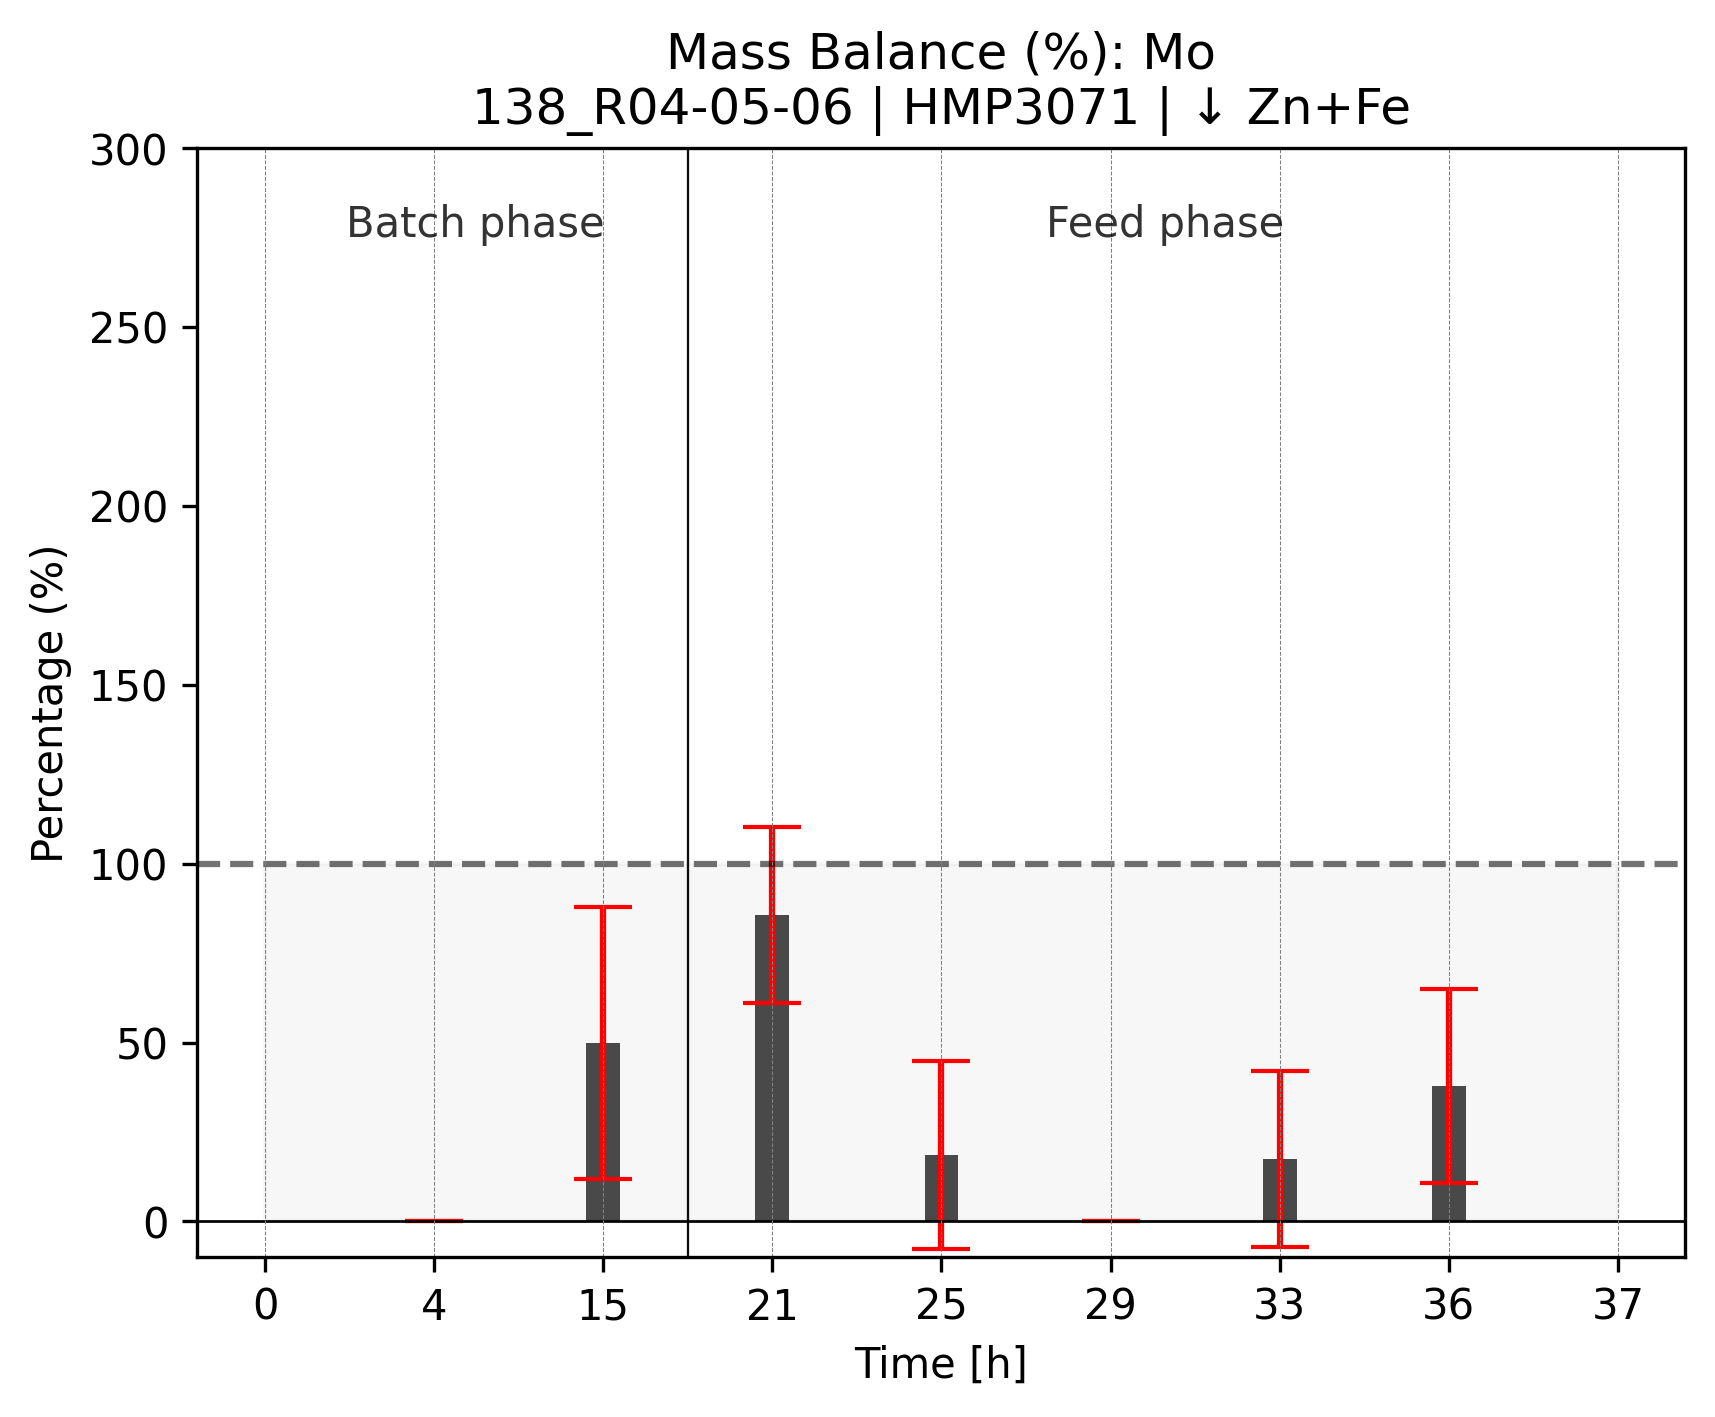 Mass Balance (%): Mo
138_R04-05-06 | HMP3071 | ↓ Zn+Fe
300
250
200
150
100
50
0
Percentage (%)
Batch phase
Feed phase
0 4 15 21 25 29 33 36 37
Time [h]